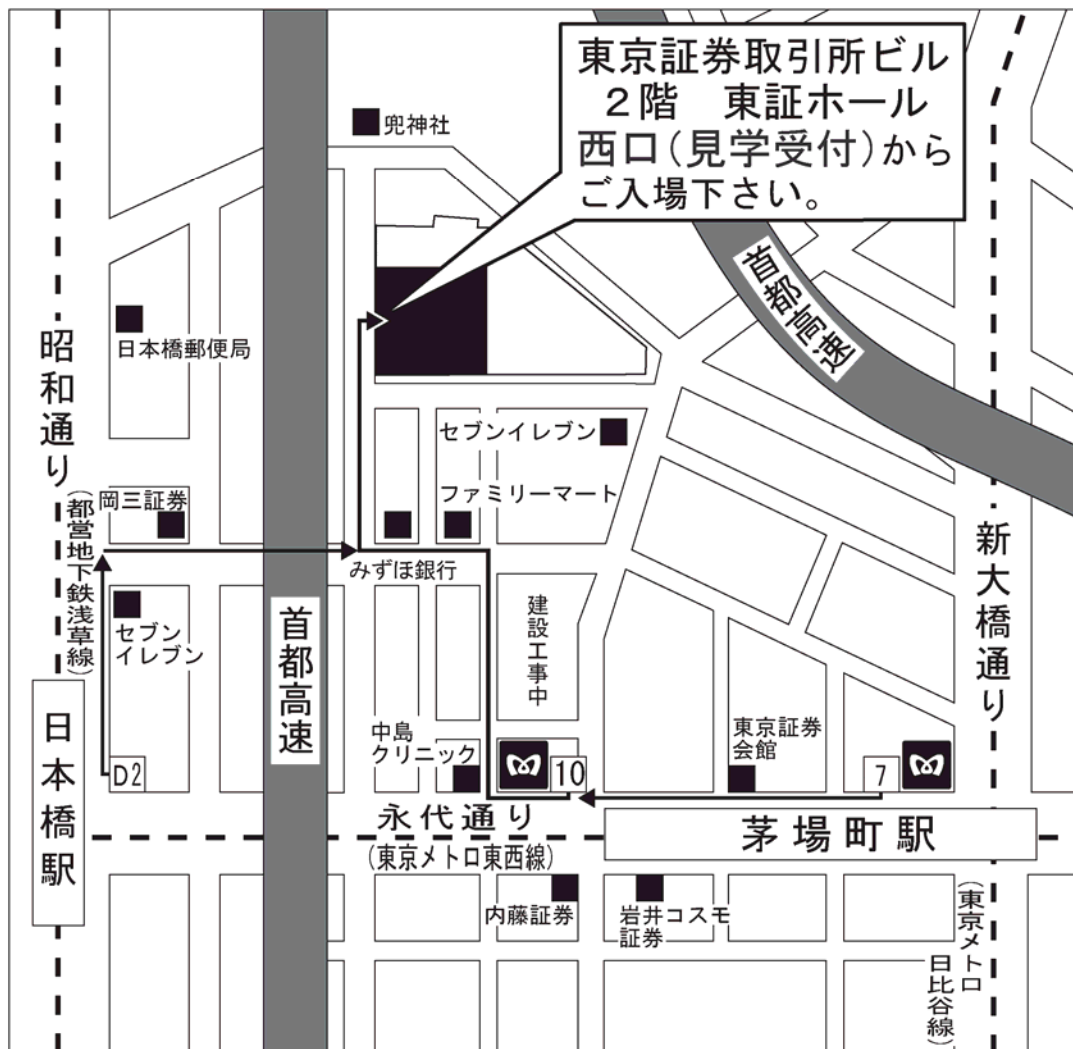 東京証券取引所ビル
2階　東証ホール
西口(見学受付)から
ご入場下さい。
兜神社
首都高速
日本橋郵便局
昭和通り
セブンイレブン
岡三証券
ファミリーマート
(都営地下鉄浅草線)
新大橋通り
みずほ銀行
セブン
イレブン
首都高速
建設工事中
日本橋駅
中島
クリニック
東京証券
会館
D2
10
7
永代通り
茅場町駅
(東京メトロ東西線)
内藤証券
岩井コスモ
証券
(東京メトロ
日比谷線)